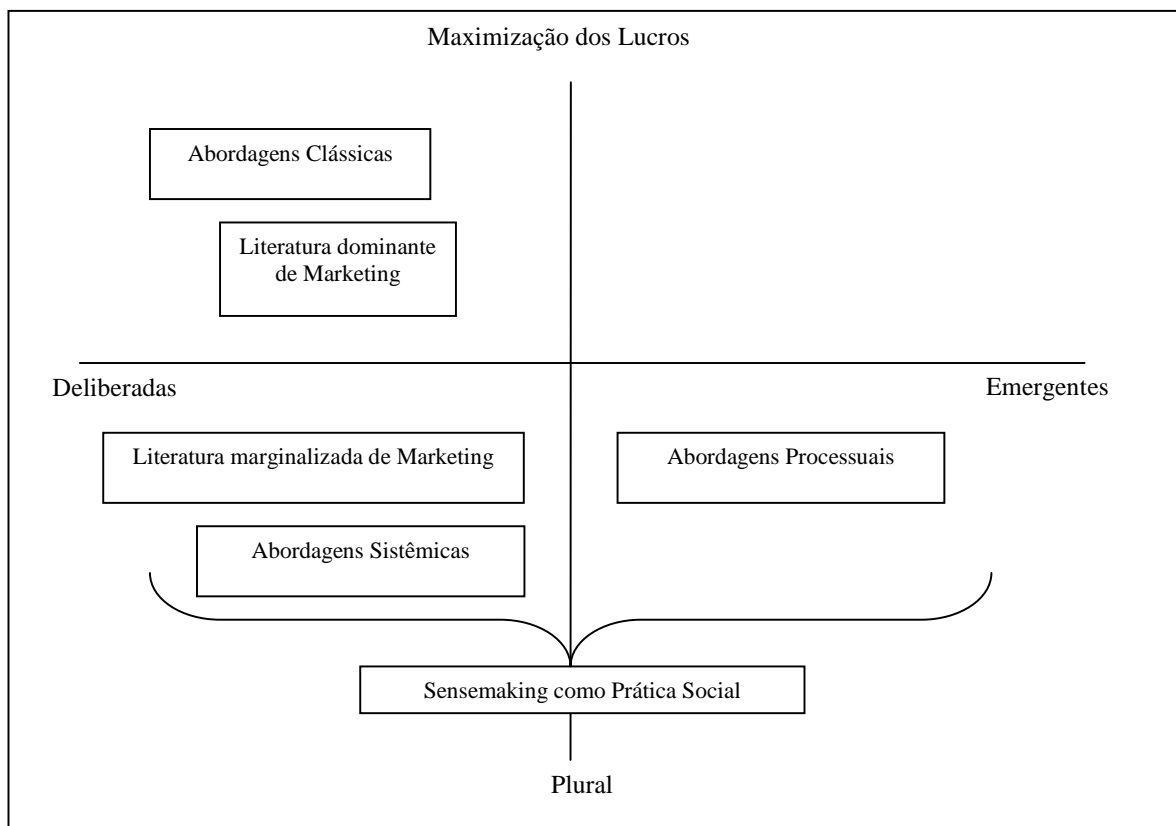 Maximização dos Lucros
Abordagens Clássicas
Literatura dominante
de Marketing
Deliberadas
Emergentes
Literatura marginalizada de Marketing
Abordagens Processuais
Abordagens Sistêmicas
Sensemaking como Prática Social
Plural